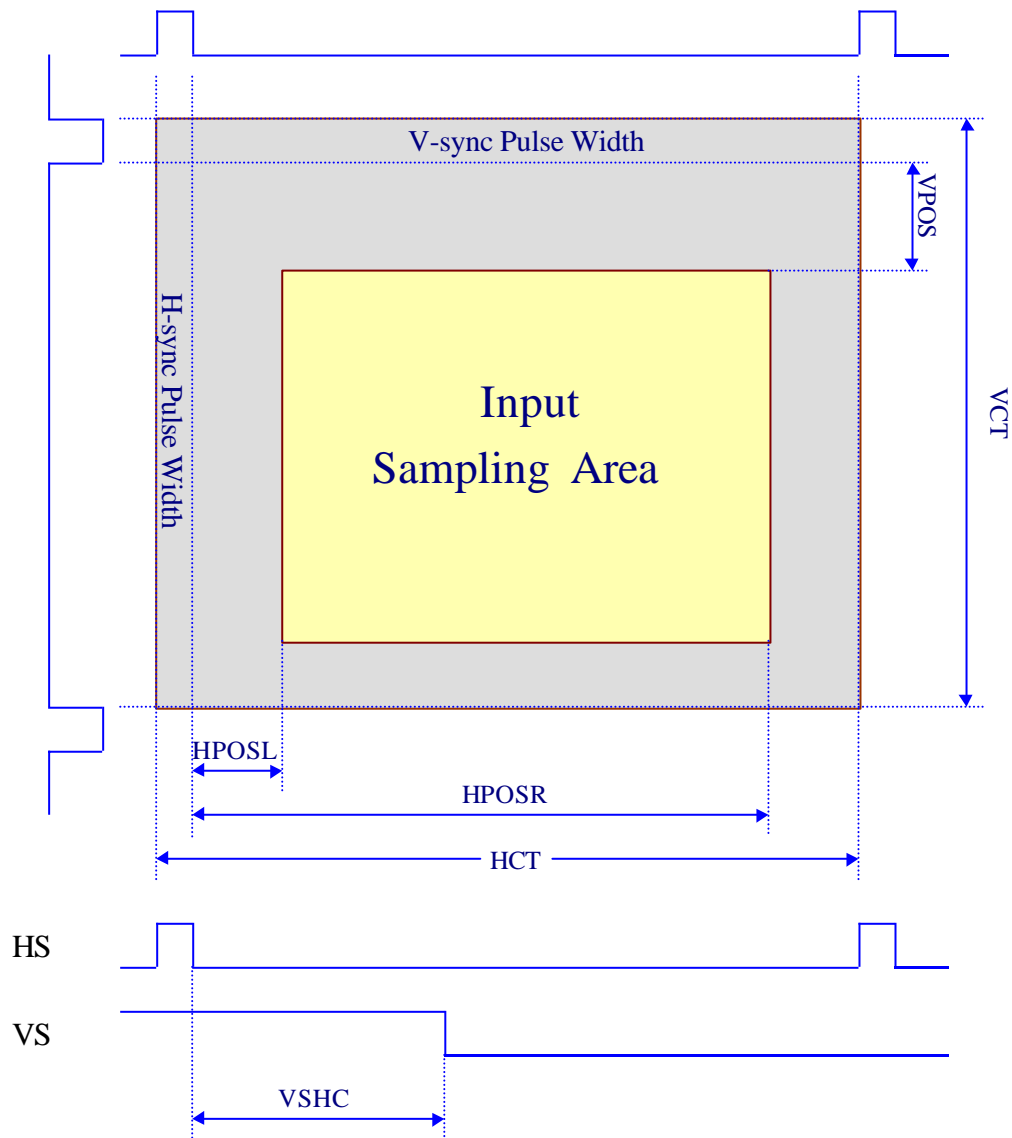 V-sync Pulse Width
VPOS
H-sync Pulse Width
Input
Sampling Area
VCT
HPOSL
HPOSR
HCT
HS
VS
VSHC